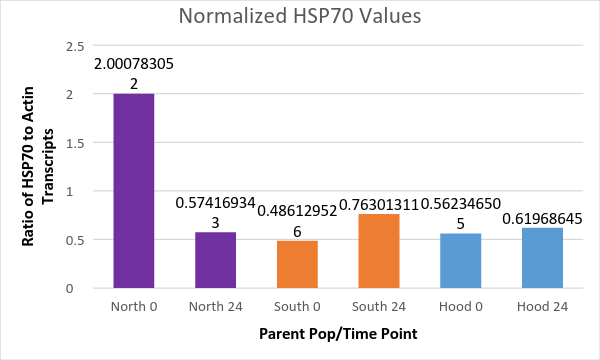 Normalized HSP70 Values
2.5
2
1.5
1
0.5
0
Ratio of HSP70 to Actin
Transcripts
2.00078305
2
0.57416934
3
0.48612952
6
0.76301311
0.56234650
5
0.61968645
North 0
North 24
South 0
South 24
Hood 0
Hood 24
Parent Pop/Time Point